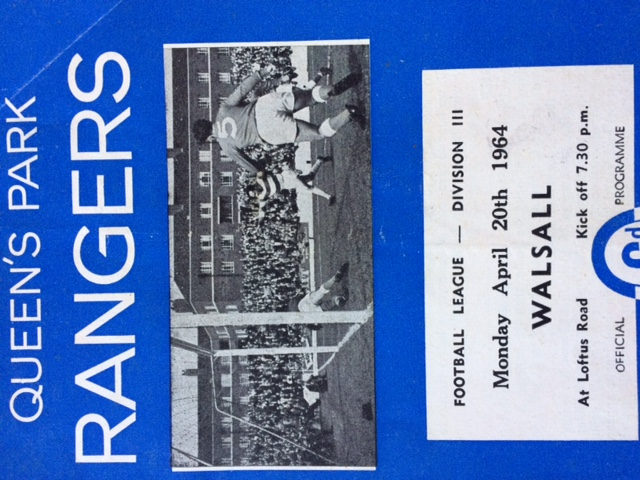 QUEEN'S PARK
RANGERS
5
FOOTBALL LEAGUE — DIVISION III
Monday April 20th 1964
WALSALL
At Loftus Road Kick off 7.30 p.m.
OFFICIAL PROGRAMME